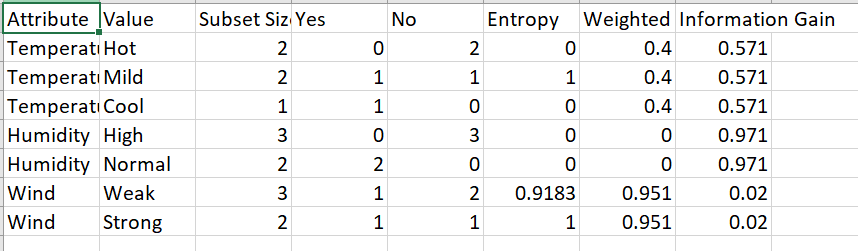 Attribute Value Subset Siz Yes No Entropy Weighted Information Gain
Temperatu Hot 2 0 2 0 0.4 0.571
Temperatu Mild 2 1 1 1 0.4 0.571
Temperatu Cool 1 1 0 0 0.4 0.571
Humidity High 3 0 3 0 0 0.971
Humidity Normal 2 2 0 0 0 0.971
Wind Weak 3 1 2 0.9183 0.951 0.02
Wind Strong 2 1 1 1 0.951 0.02